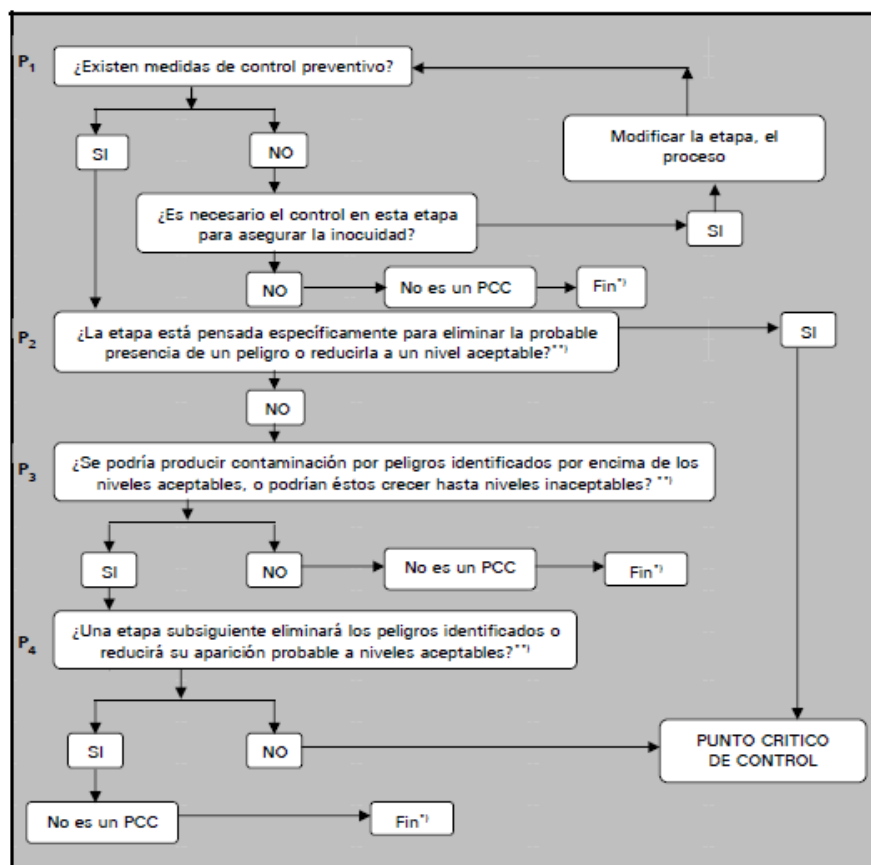 P1
¿Existen medidas de control preventivo?
SI
NO
Modificar la etapa, el
proceso
¿Es necesario el control en esta etapa
para asegurar la inocuidad?
SI
NO
No es un PCC
Fin*)
P2
¿La etapa está pensada específicamente para eliminar la probable
presencia de un peligro o reducirla a un nivel aceptable?**)
SI
NO
P3
¿Se podría producir contaminación por peligros identificados por encima de los
niveles aceptables, o podrían éstos crecer hasta niveles inaceptables? **)
SI
NO
No es un PCC
Fin*)
P4
¿Una etapa subsiguiente eliminará los peligros identificados o
reducirá su aparición probable a niveles aceptables?**)
SI
NO
PUNTO CRITICO
DE CONTROL
No es un PCC
Fin*)